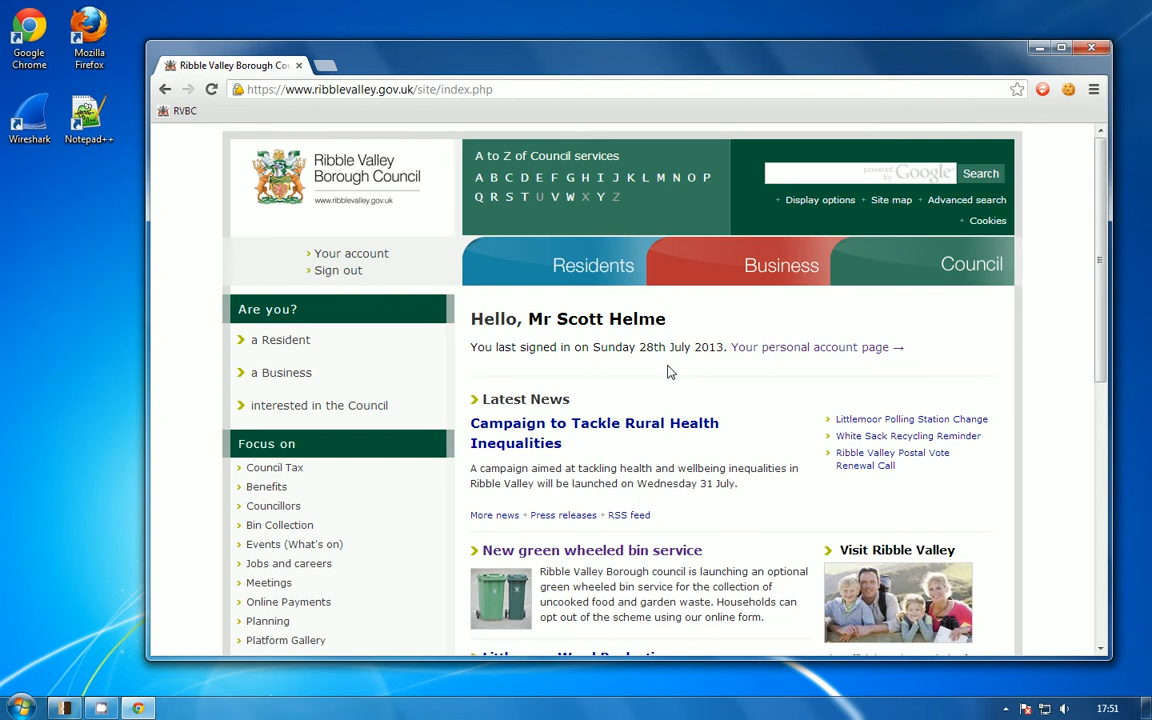 Google
Chrome
Mozilla
Firefox
Wireshark
Notepad++
Ribble Valley Borough Co
https://www.ribblevalley.gov.uk/site/index.php
RVBC
Ribble Valley
Borough Council
www.ribblevalley.gov.uk
A to Z of Council services
A B C D E F G H I J K L M N O P
Q R S T U V W X Y Z
powered by Google
Search
Display options
Site map
Advanced search
Cookies
Your account
Sign out
Residents
Business
Council
Are you?
a Resident
a Business
interested in the Council
Focus on
Council Tax
Benefits
Councillors
Bin Collection
Events (What's on)
Jobs and careers
Meetings
Online Payments
Planning
Platform Gallery
Hello, Mr Scott Helme
You last signed in on Sunday 28th July 2013. Your personal account page →
Latest News
Campaign to Tackle Rural Health
Inequalities
A campaign aimed at tackling health and wellbeing inequalities in
Ribble Valley will be launched on Wednesday 31 July.
More news + Press releases + RSS feed
Littlemoor Polling Station Change
White Sack Recycling Reminder
Ribble Valley Postal Vote
Renewal Call
New green wheeled bin service
Ribble Valley Borough council is launching an optional
green wheeled bin service for the collection of
uncooked food and garden waste. Households can
opt out of the scheme using our online form.
Visit Ribble Valley
17:51